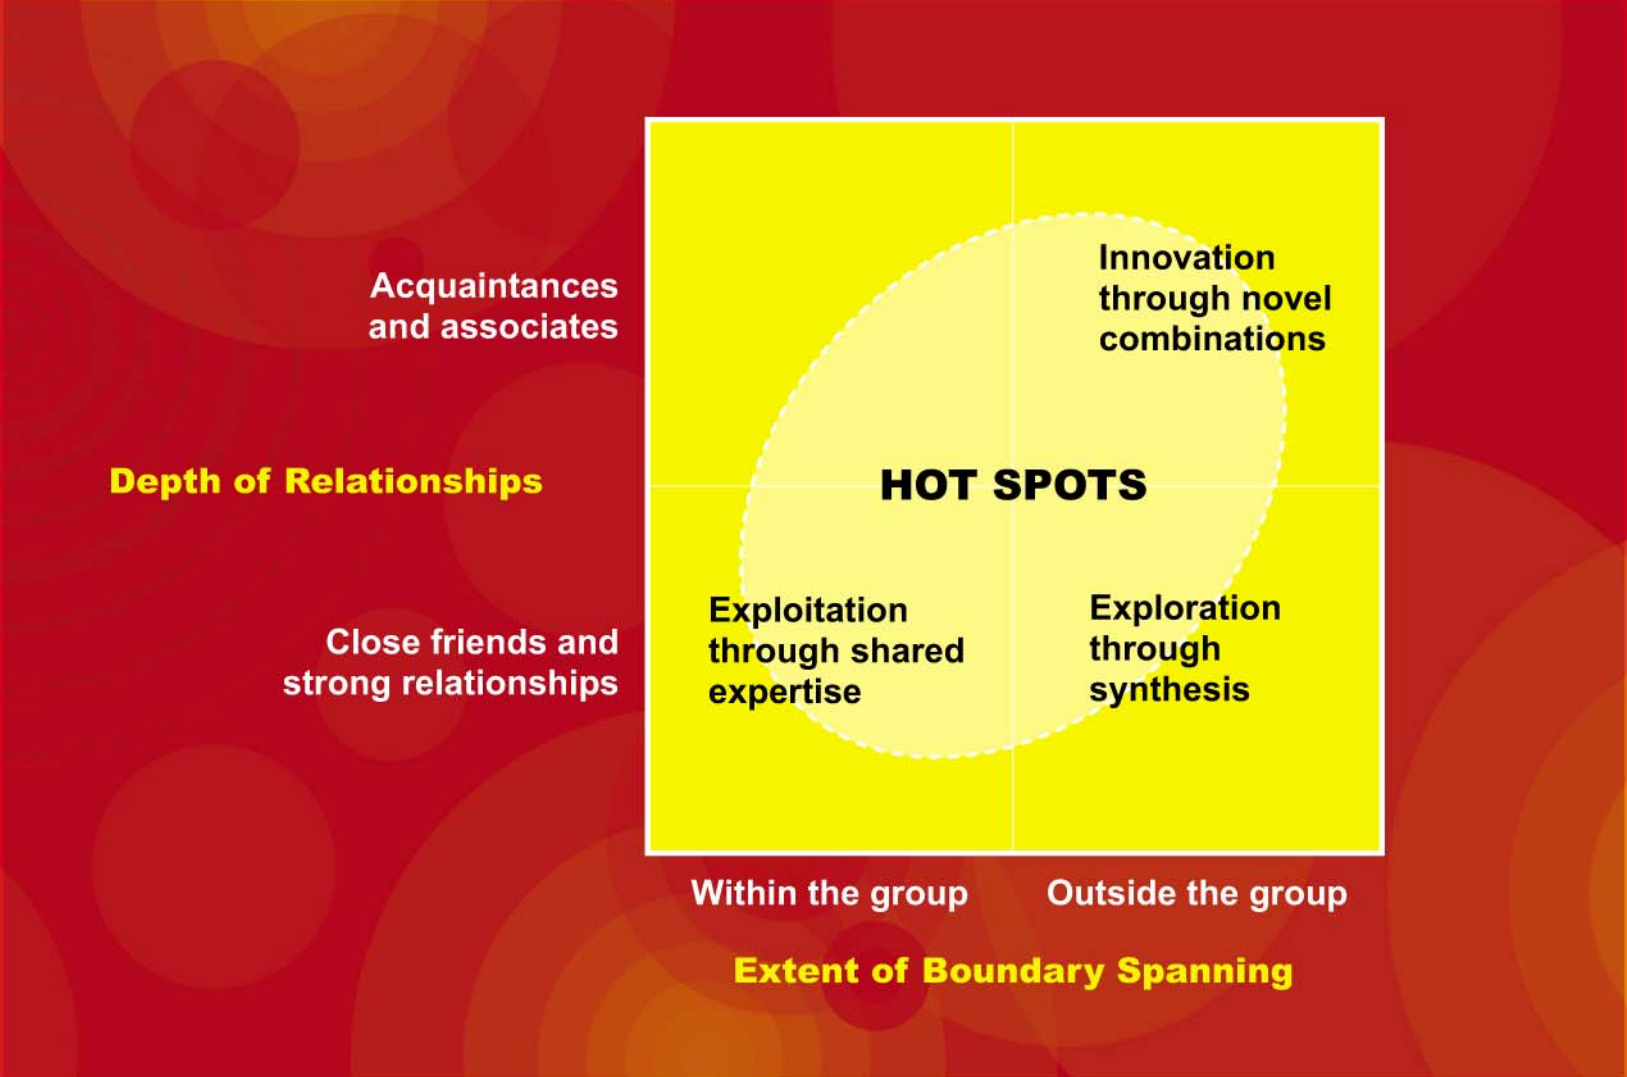 Innovation
through novel
combinations
Acquaintances
and associates
Depth of Relationships
HOT SPOTS
Exploitation
through shared
expertise
Exploration
through
synthesis
Close friends and
strong relationships
Within the group
Outside the group
Extent of Boundary Spanning